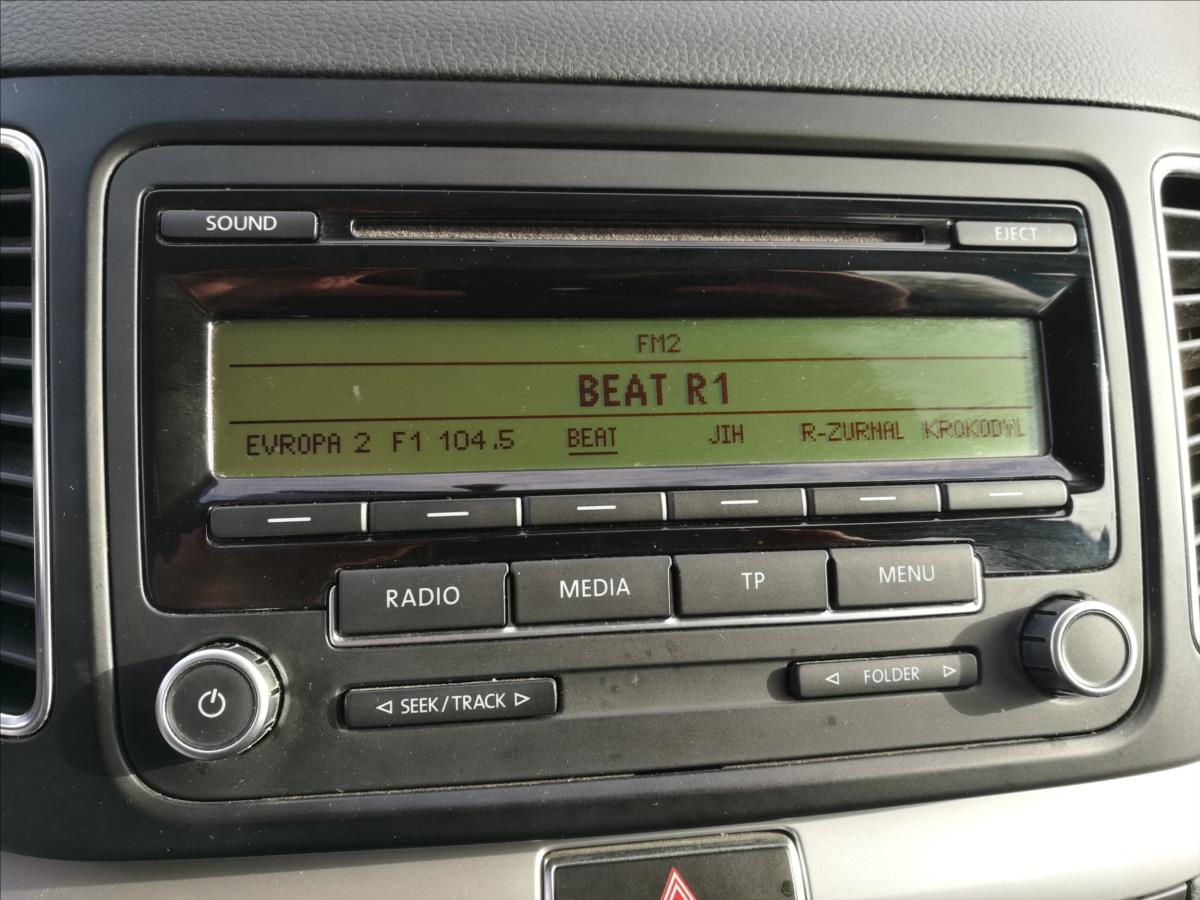 SOUND
EJECT
FM2
BEAT R1
EVROPA 2 F1 104.5 BEAT JIH R-ZURNAL KROKODYL
RADIO MEDIA TP MENU
SEEK/TRACK
FOLDER